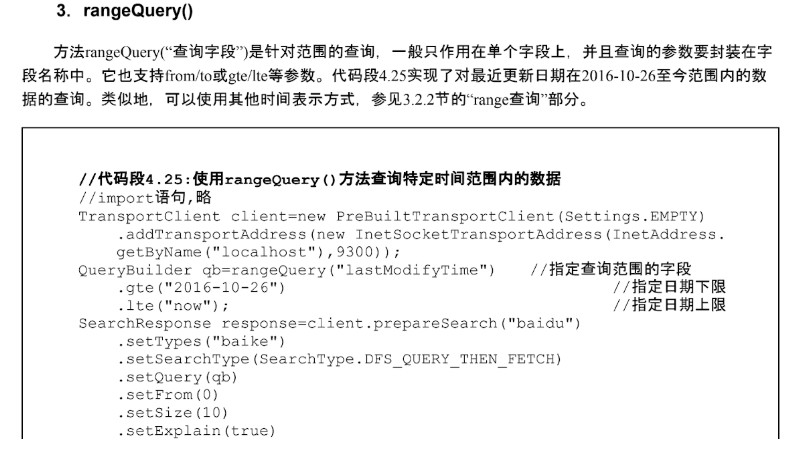 3. rangeQuery()
方法rangeQuery(“查询字段”)是针对范围的查询，一般只作用在单个字段上，并且查询的参数要封装在字
段名称中。它也支持from/to或gte/lte等参数。代码段4.25实现了对最近更新日期在2016-10-26至今范围内的数
据的查询。类似地，可以使用其他时间表示方式，参见3.2.2节的“range查询”部分。
//代码段4.25:使用rangeQuery()方法查询特定时间范围内的数据
//import语句,略
TransportClient client=new PreBuiltTransportClient(Settings.EMPTY)
.addTransportAddress(new InetSocketTransportAddress(InetAddress.
getByName("localhost"),9300));
QueryBuilder qb=rangeQuery("lastModifyTime") //指定查询范围的字段
.gte("2016-10-26") //指定日期下限
.lte("now"); //指定日期上限
SearchResponse response=client.prepareSearch("baidu")
.setTypes("baike")
.setSearchType(SearchType.DFS_QUERY_THEN_FETCH)
.setQuery(qb)
.setFrom(0)
.setSize(10)
.setExplain(true)